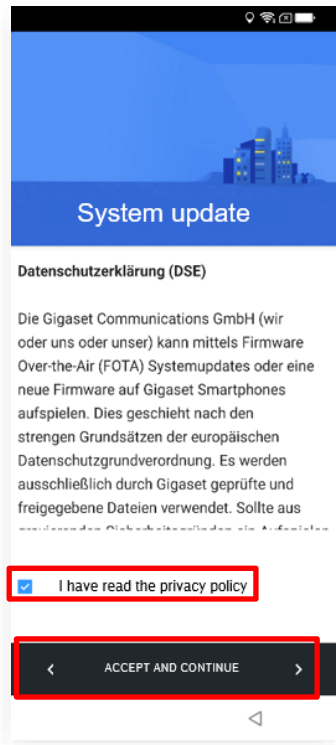 System update
Datenschutzerklärung (DSE)
Die Gigaset Communications GmbH (wir
oder uns oder unser) kann mittels Firmware
Over-the-Air (FOTA) Systemupdates oder eine
neue Firmware auf Gigaset Smartphones
aufspielen. Dies geschieht nach den
strengen Grundsätzen der europäischen
Datenschutzgrundverordnung. Es werden
ausschließlich durch Gigaset geprüfte und
freigegebene Dateien verwendet. Sollte aus
I have read the privacy policy
ACCEPT AND CONTINUE